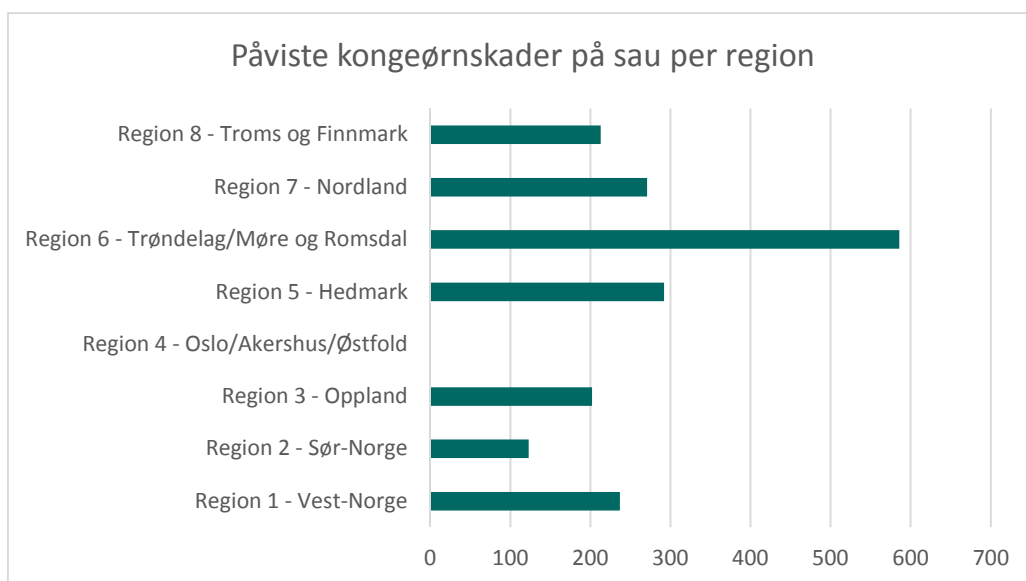 Påviste kongeørnskader på sau per region
Region 8 - Troms og Finnmark
Region 7 - Nordland
Region 6 - Trøndelag/Møre og Romsdal
Region 5 - Hedmark
Region 4 - Oslo/Akershus/Østfold
Region 3 - Oppland
Region 2 - Sør-Norge
Region 1 - Vest-Norge
0 100 200 300 400 500 600 700